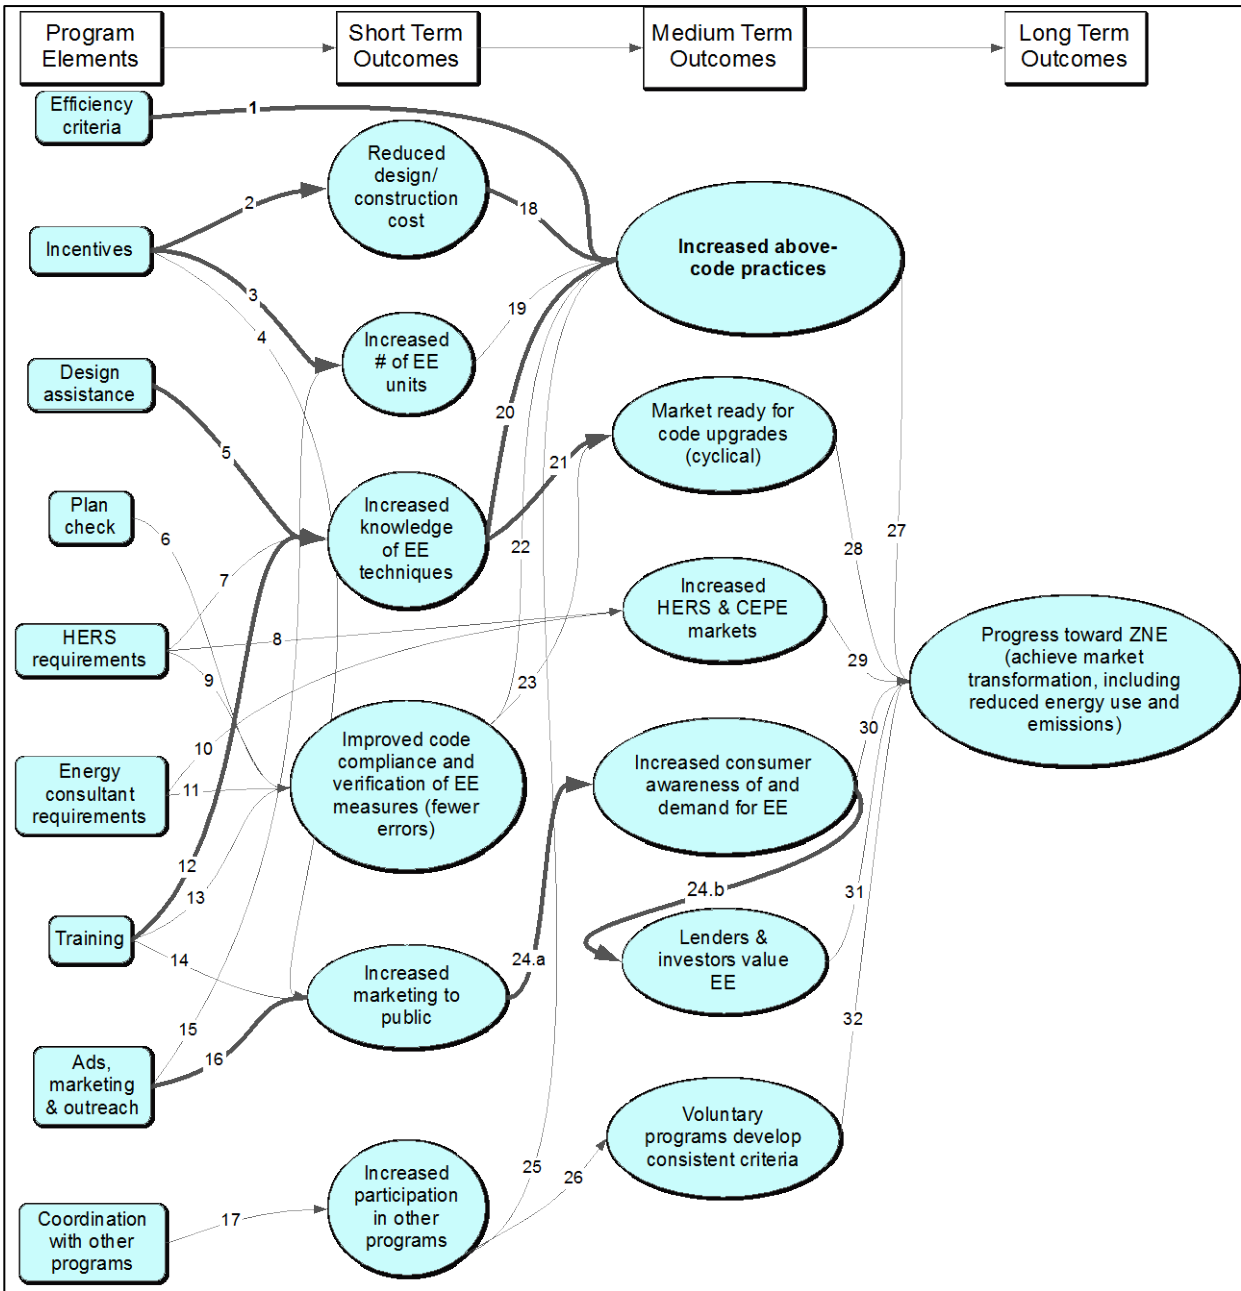 Program
Elements
Short Term
Outcomes
Medium Term
Outcomes
Long Term
Outcomes
Efficiency
criteria
1
Reduced
design/
construction
cost
2
18
Incentives
Increased above-
code practices
3
4
19
Increased
# of EE
units
Design
assistance
5
20
Market ready for
code upgrades
(cyclical)
21
Plan
check
6
Increased
knowledge
of EE
techniques
22
27
28
7
HERS
requirements
8
Increased
HERS & CEPE
markets
29
Progress toward ZNE
(achieve market
transformation, including
reduced energy use and
emissions)
9
23
10
30
Energy
consultant
requirements
11
Improved code
compliance and
verification of EE
measures (fewer
errors)
Increased consumer
awareness of and
demand for EE
12
13
24.b
31
Training
14
24.a
Lenders &
investors value
EE
Increased
marketing to
public
15
16
32
Ads,
marketing
& outreach
Voluntary
programs develop
consistent criteria
25
26
Increased
participation
in other
programs
17
Coordination
with other
programs